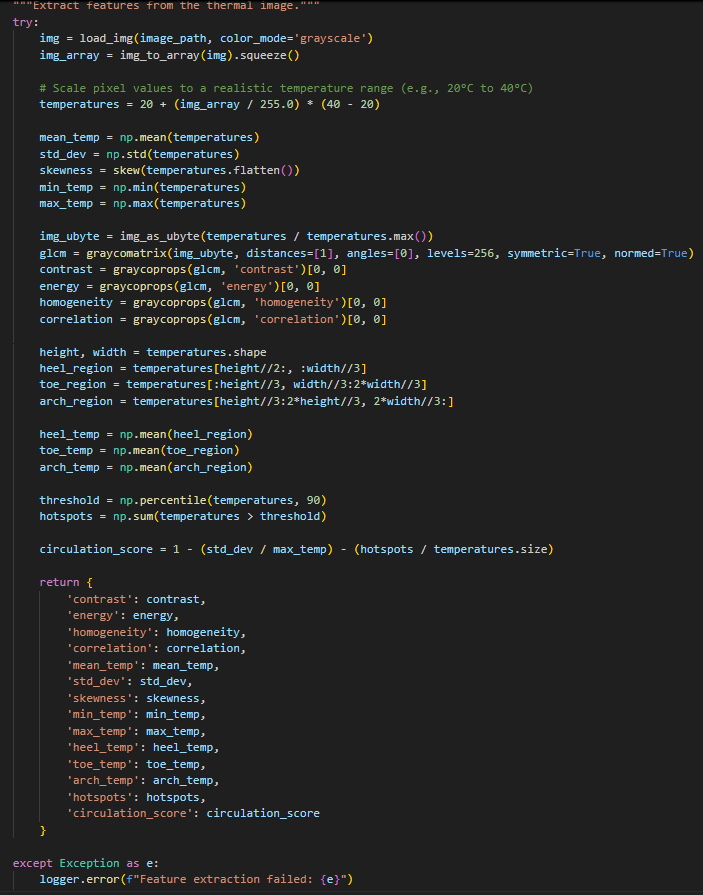 """Extract features from the thermal image."""
try:
    img = load_img(image_path, color_mode='grayscale')
    img_array = img_to_array(img).squeeze()

    # Scale pixel values to a realistic temperature range (e.g., 20°C to 40°C)
    temperatures = 20 + (img_array / 255.0) * (40 - 20)

    mean_temp = np.mean(temperatures)
    std_dev = np.std(temperatures)
    skewness = skew(temperatures.flatten())
    min_temp = np.min(temperatures)
    max_temp = np.max(temperatures)

    img_ubyte = img_as_ubyte(temperatures / temperatures.max())
    glcm = graycomatrix(img_ubyte, distances=[1], angles=[0], levels=256, symmetric=True, normed=True)
    contrast = graycoprops(glcm, 'contrast')[0, 0]
    energy = graycoprops(glcm, 'energy')[0, 0]
    homogeneity = graycoprops(glcm, 'homogeneity')[0, 0]
    correlation = graycoprops(glcm, 'correlation')[0, 0]

    height, width = temperatures.shape
    heel_region = temperatures[height//2:, :width//3]
    toe_region = temperatures[:height//3, width//3:2*width//3]
    arch_region = temperatures[height//3:2*height//3, 2*width//3:]

    heel_temp = np.mean(heel_region)
    toe_temp = np.mean(toe_region)
    arch_temp = np.mean(arch_region)

    threshold = np.percentile(temperatures, 90)
    hotspots = np.sum(temperatures > threshold)

    circulation_score = 1 - (std_dev / max_temp) - (hotspots / temperatures.size)

    return {
        'contrast': contrast,
        'energy': energy,
        'homogeneity': homogeneity,
        'correlation': correlation,
        'mean_temp': mean_temp,
        'std_dev': std_dev,
        'skewness': skewness,
        'min_temp': min_temp,
        'max_temp': max_temp,
        'heel_temp': heel_temp,
        'toe_temp': toe_temp,
        'arch_temp': arch_temp,
        'hotspots': hotspots,
        'circulation_score': circulation_score
    }

except Exception as e:
    logger.error(f"Feature extraction failed: {e}")